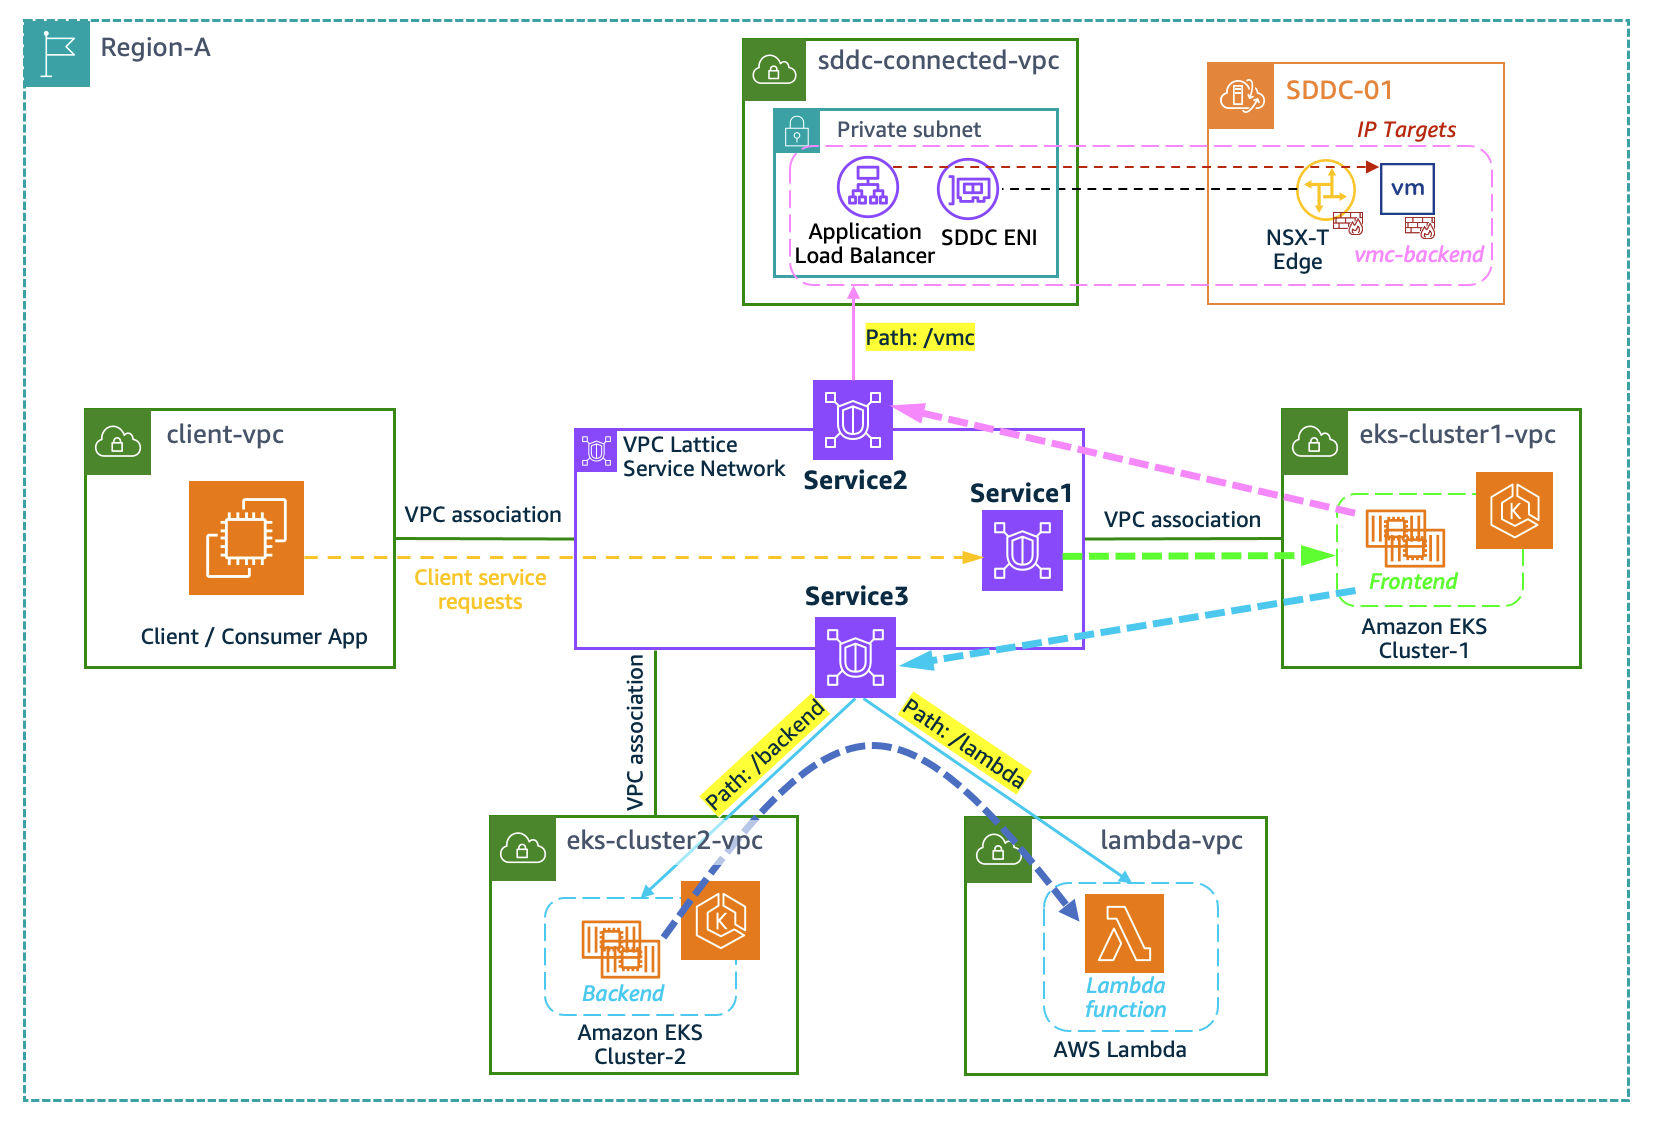 Region-A
sddc-connected-vpc
SDDC-01
IP Targets
Private subnet
vm
Application
Load Balancer
SDDC ENI
NSX-T
Edge
vmc-backend
Path: /vmc
client-vpc
VPC Lattice
Service Network
Service2
Service1
eks-cluster1-vpc
K
VPC association
VPC association
Client service
requests
Frontend
Service3
Client / Consumer App
Amazon EKS
Cluster-1
VPC association
Path: /backend
Path: /lambda
eks-cluster2-vpc
lambda-vpc
K
Backend
Lambda
function
Amazon EKS
Cluster-2
AWS Lambda